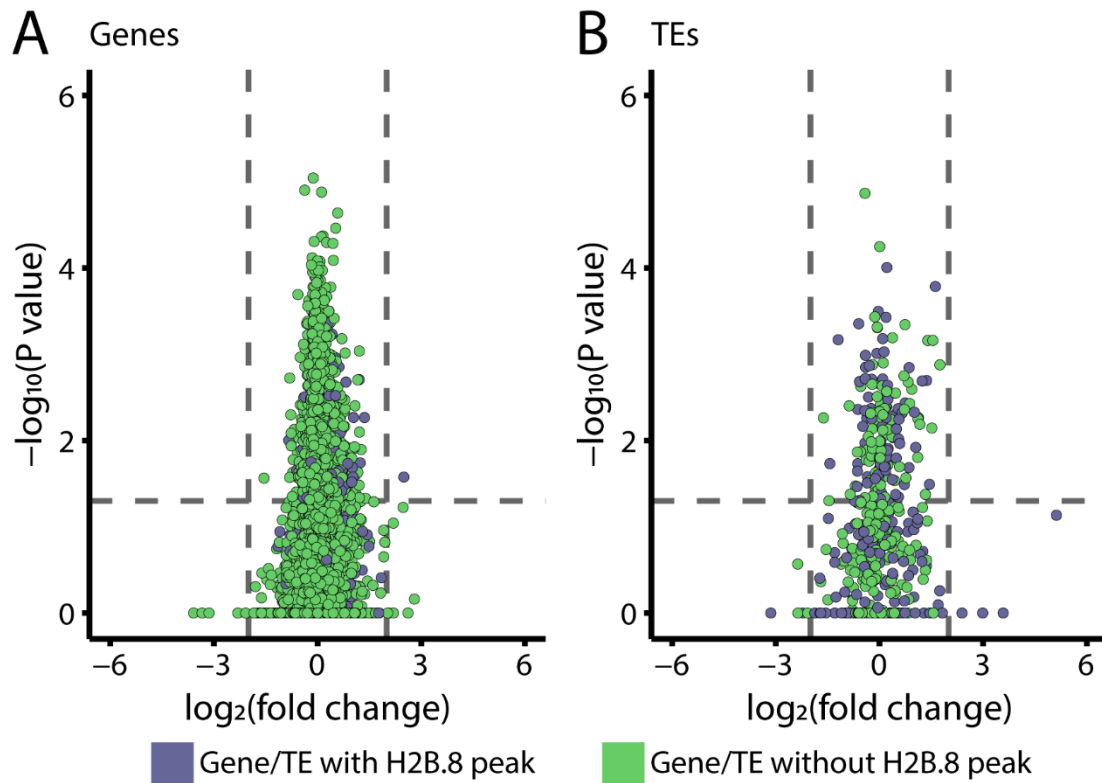 A Genes
B TEs
6
4
2
0
−log₁₀(P value)
−6
−3
0
3
6
log₂(fold change)
6
4
2
0
−log₁₀(P value)
−6
−3
0
3
6
log₂(fold change)
Gene/TE with H2B.8 peak
Gene/TE without H2B.8 peak